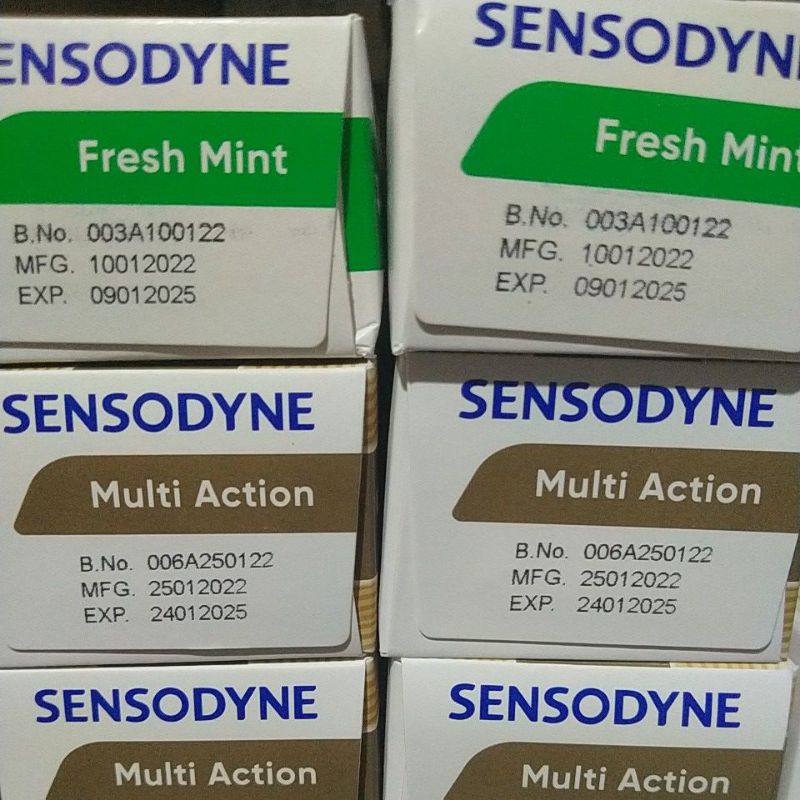 ENSODYNE
Fresh Mint
B.No. 003A100122
MFG. 10012022
EXP. 09012025
SENSODYN
Fresh Mint
B.No. 003A100122
MFG. 10012022
EXP. 09012025
SENSODYNE
Multi Action
B.No. 006A250122
MFG. 25012022
EXP. 24012025
SENSODYNE
Multi Action
B.No. 006A250122
MFG. 25012022
EXP. 24012025
SENSODYNE
Multi Action
SENSODYNE
Multi Action